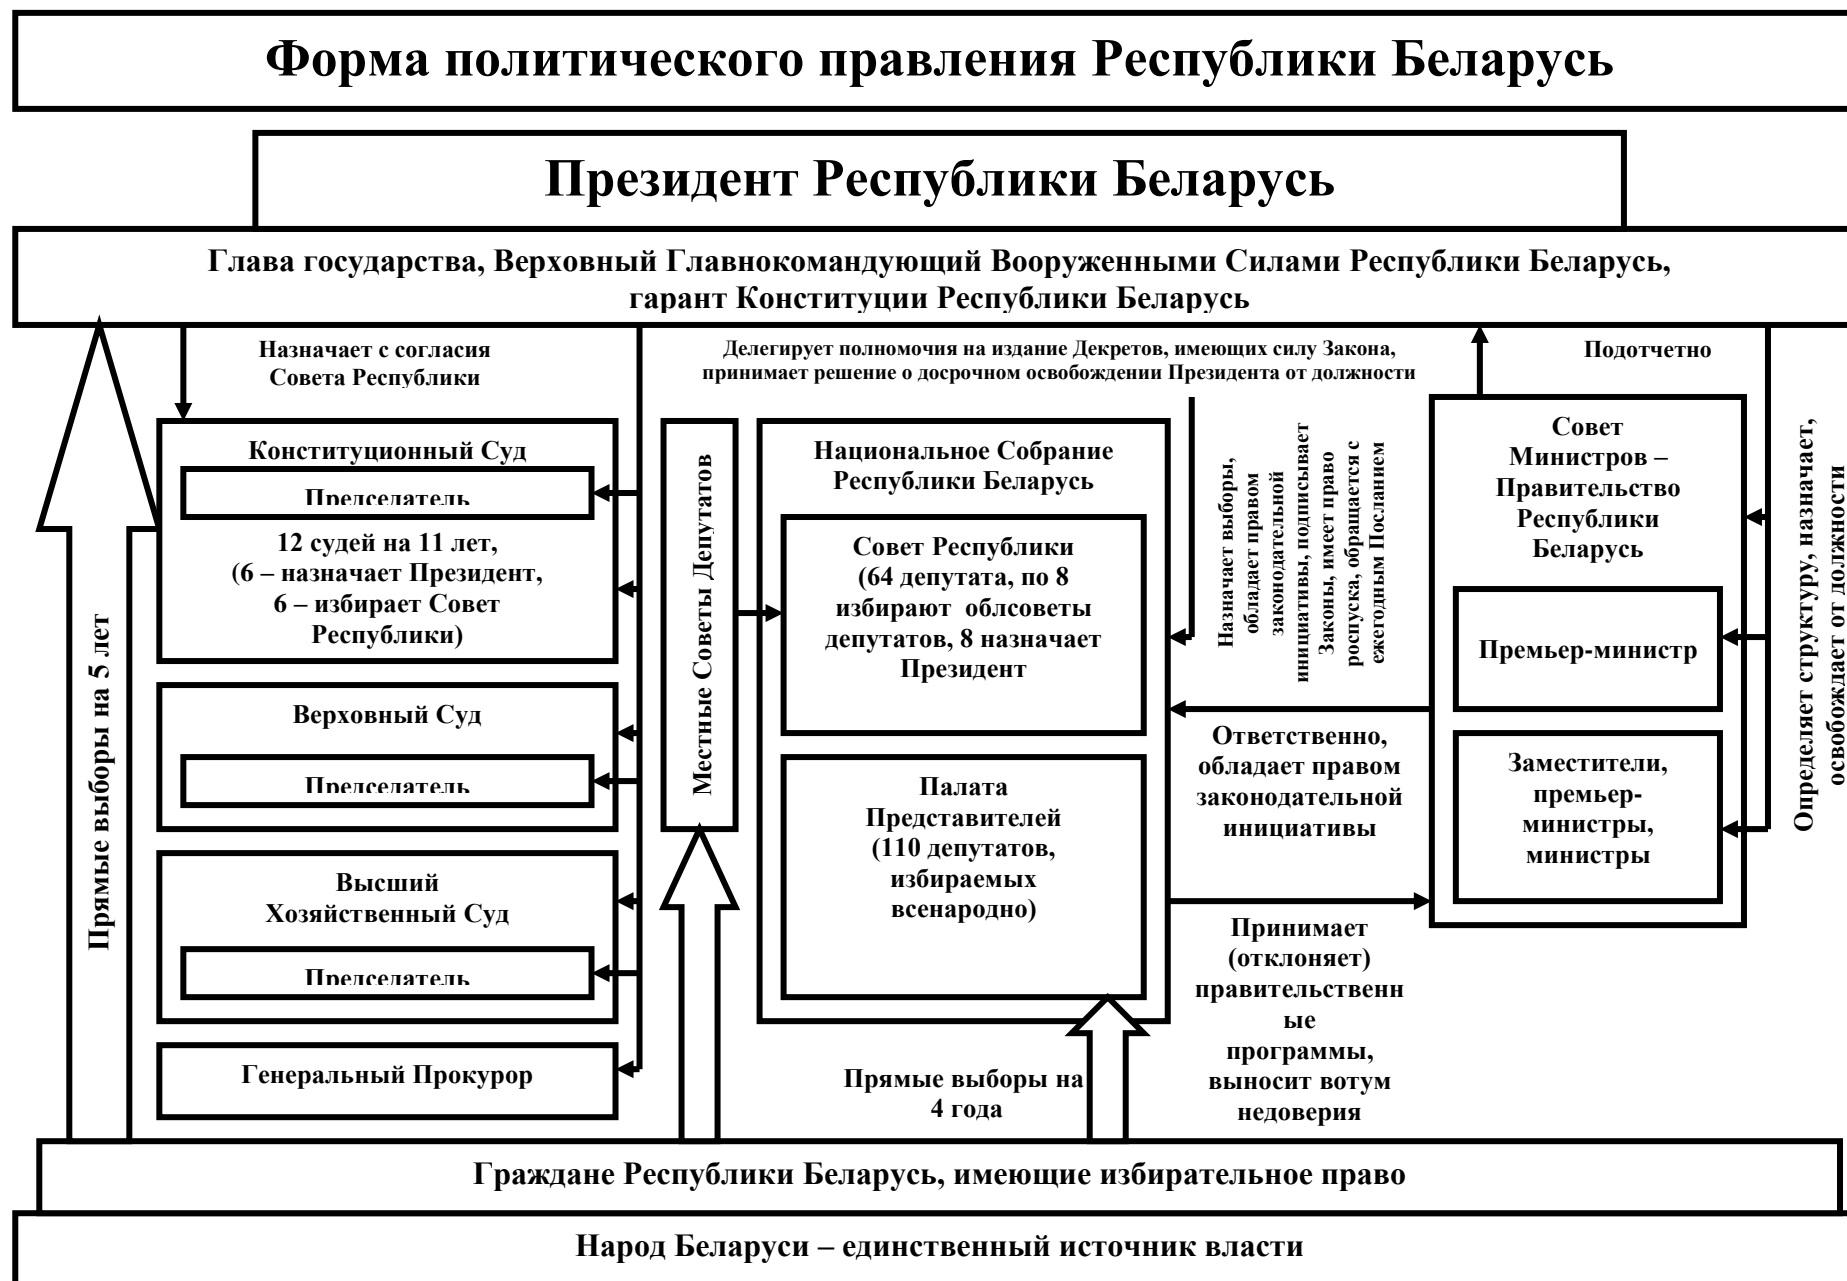 Форма политического правления Республики Беларусь
Президент Республики Беларусь
Глава государства, Верховный Главнокомандующий Вооруженными Силами Республики Беларусь,
гарант Конституции Республики Беларусь
Назначает с согласия
Совета Республики
Делегирует полномочия на издание Декретов, имеющих силу Закона,
принимает решение о досрочном освобождении Президента от должности
Подотчетно
Прямые выборы на 5 лет
Конституционный Суд
Председатель
12 судей на 11 лет,
(6 – назначает Президент,
6 – избирает Совет
Республики)
Верховный Суд
Председатель
Высший
Хозяйственный Суд
Председатель
Генеральный Прокурор
Местные Советы Депутатов
Национальное Собрание
Республики Беларусь
Совет Республики
(64 депутата, по 8
избирают облсоветы
депутатов, 8 назначает
Президент
Палата
Представителей
(110 депутатов,
избираемых
всенародно)
Прямые выборы на
4 года
Назначает выборы,
обладает правом
законодательной
инициативы, подписывает
Законы, имеет право
роспуска, обращается с
ежегодным Посланием
Ответственно,
обладает правом
законодательной
инициативы
Принимает
(отклоняет)
правительственн
ые
программы,
выносит вотум
недоверия
Совет
Министров –
Правительство
Республики
Беларусь
Премьер-министр
Заместители,
премьер-
министры,
министры
Определяет структуру, назначает,
освобождает от должности
Граждане Республики Беларусь, имеющие избирательное право
Народ Беларуси – единственный источник власти